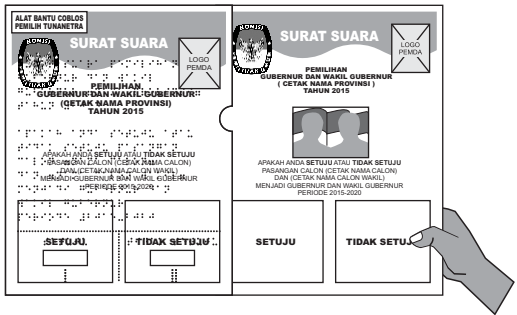 ALAT BANTU COBLOS
PEMILIH TUNANETRA
SURAT SUARA
LOGO
PEMDA
PEMILIHAN
GUBERNUR DAN WAKIL GUBERNUR
(CETAK NAMA PROVINSI)
TAHUN 2015
APAKAH ANDA SETUJU ATAU TIDAK SETUJU
PASANGAN CALON (CETAK NAMA CALON)
DAN (CETAK NAMA CALON WAKIL)
MENJADI GUBERNUR DAN WAKIL GUBERNUR
PERIODE 2015-2020
SETUJU
TIDAK SETUJU
SURAT SUARA
LOGO
PEMDA
PEMILIHAN
GUBERNUR DAN WAKIL GUBERNUR
( CETAK NAMA PROVINSI )
TAHUN 2015
APAKAH ANDA SETUJU ATAU TIDAK SETUJU
PASANGAN CALON (CETAK NAMA CALON)
DAN (CETAK NAMA CALON WAKIL)
MENJADI GUBERNUR DAN WAKIL GUBERNUR
PERIODE 2015-2020
SETUJU
TIDAK SETUJ